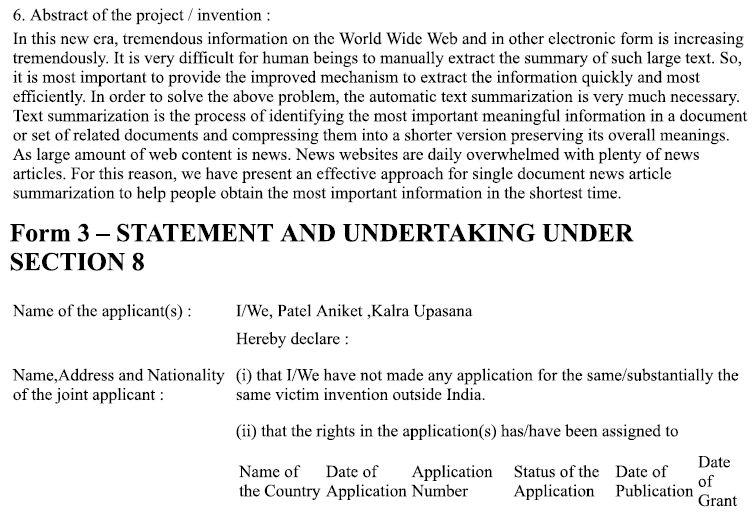 6. Abstract of the project / invention :
In this new era, tremendous information on the World Wide Web and in other electronic form is increasing
tremendously. It is very difficult for human beings to manually extract the summary of such large text. So,
it is most important to provide the improved mechanism to extract the information quickly and most
efficiently. In order to solve the above problem, the automatic text summarization is very much necessary.
Text summarization is the process of identifying the most important meaningful information in a document
or set of related documents and compressing them into a shorter version preserving its overall meanings.
As large amount of web content is news. News websites are daily overwhelmed with plenty of news
articles. For this reason, we have present an effective approach for single document news article
summarization to help people obtain the most important information in the shortest time.
Form 3 – STATEMENT AND UNDERTAKING UNDER
SECTION 8
Name of the applicant(s) : I/We, Patel Aniket ,Kalra Upasana
Hereby declare :
Name,Address and Nationality (i) that I/We have not made any application for the same/substantially the
of the joint applicant : same victim invention outside India.
(ii) that the rights in the application(s) has/have been assigned to
Name of Date of Application Status of the Date of Date
the Country Application Number Application Publication of
Grant